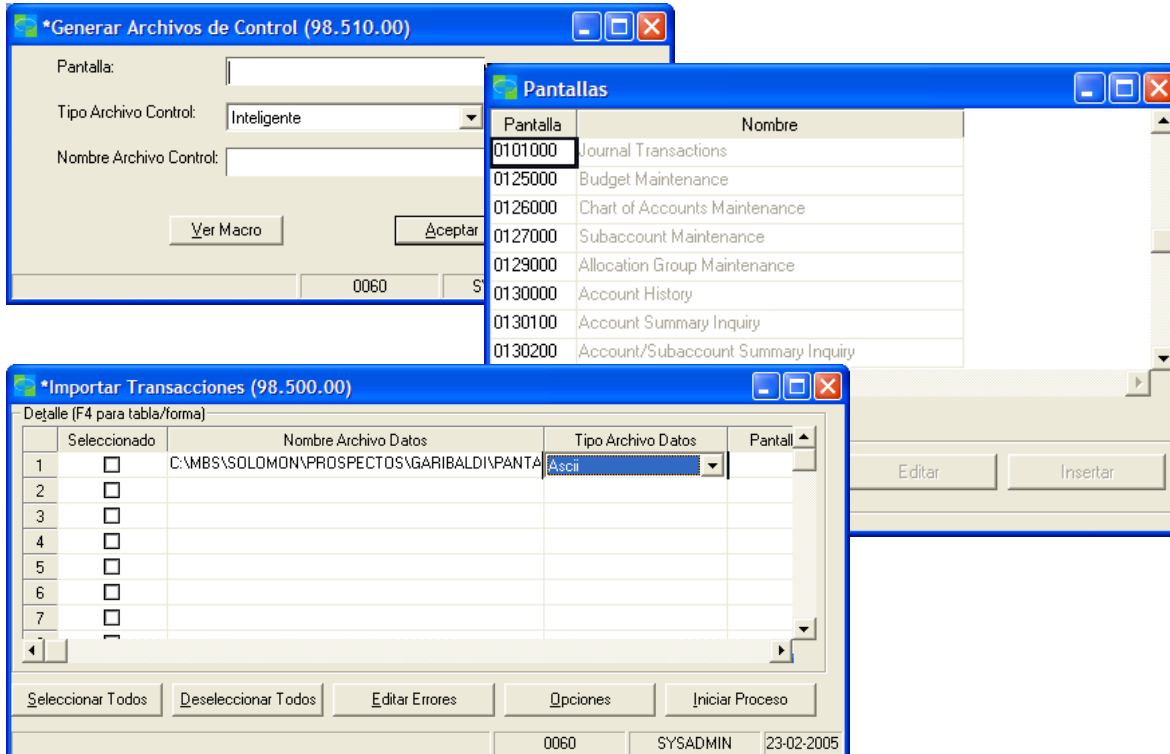 *Generar Archivos de Control (98.510.00)
Pantalla:
Tipo Archivo Control: Inteligente
Nombre Archivo Control:
Ver Macro Aceptar
0060
Pantallas
Pantalla Nombre
0101000 Journal Transactions
0125000 Budget Maintenance
0126000 Chart of Accounts Maintenance
0127000 Subaccount Maintenance
0129000 Allocation Group Maintenance
0130000 Account History
0130100 Account Summary Inquiry
0130200 Account/Subaccount Summary Inquiry
Editar Insertar
*Importar Transacciones (98.500.00)
Detalle (F4 para tabla/forma)
Seleccionado Nombre Archivo Datos Tipo Archivo Datos Pantall
1 C:\MBS\SOLOMON\PROSPECTOS\GARIBALDI\PANTA Ascii
2
3
4
5
6
7
Seleccionar Todos Deseleccionar Todos Editar Errores Opciones Iniciar Proceso
0060 SYSADMIN 23-02-2005